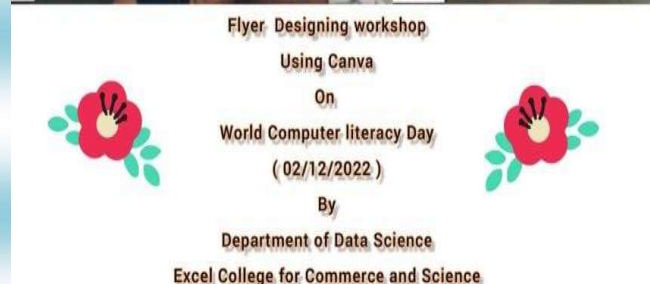 Flyer Designing workshop
Using Canva
On
World Computer literacy Day
( 02/12/2022 )
By
Department of Data Science
Excel College for Commerce and Science